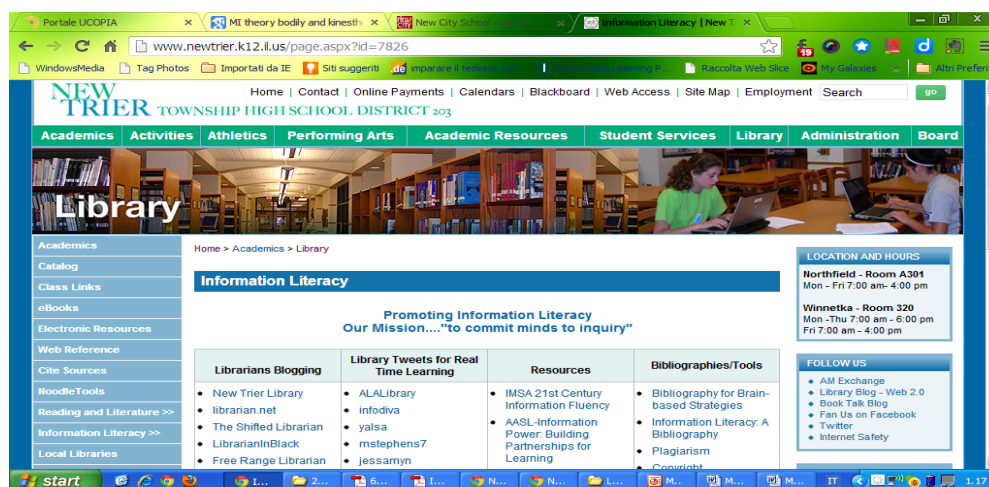 Portale UCOPIA
MI theory bodily and kinesth
New City School
Information Literacy | New T
www.newtrier.k12.il.us/page.aspx?id=7826
19
WindowsMedia
Tag Photos
Importati da IE
Siti suggeriti
imparare il tedesco
Raccolta Web Slice
My Galaxies
Altri Preferi
NEW
TRIER TOWNSHIP HIGH SCHOOL DISTRICT 203
Home | Contact | Online Payments | Calendars | Blackboard | Web Access | Site Map | Employment Search go
Academics Activities Athletics Performing Arts Academic Resources Student Services Library Administration Board
Library
Academics
Catalog
Class Links
eBooks
Electronic Resources
Web Reference
Cite Sources
NoodleTools
Reading and Literature >>
Information Literacy >>
Local Libraries
Home > Academics > Library
Information Literacy
Promoting Information Literacy
Our Mission...."to commit minds to inquiry"
Librarians Blogging
New Trier Library
librarian.net
The Shifted Librarian
LibrarianInBlack
Free Range Librarian
Library Tweets for Real
Time Learning
ALALibrary
infodiva
yalsa
mstephens7
jessamyn
Resources
IMSA 21st Century
Information Fluency
AASL-Information
Power: Building
Partnerships for
Learning
Bibliographies/Tools
Bibliography for Brain-
based Strategies
Information Literacy: A
Bibliography
Plagiarism
Copyright
LOCATION AND HOURS
Northfield - Room A301
Mon - Fri 7:00 am- 4:00 pm
Winnetka - Room 320
Mon -Thu 7:00 am - 6:00 pm
Fri 7:00 am - 4:00 pm
FOLLOW US
AM Exchange
Library Blog - Web 2.0
Book Talk Blog
Fan Us on Facebook
Twitter
Internet Safety
start
I...
2...
6...
I...
N...
N...
L...
M...
M...
M...
IT
1.17